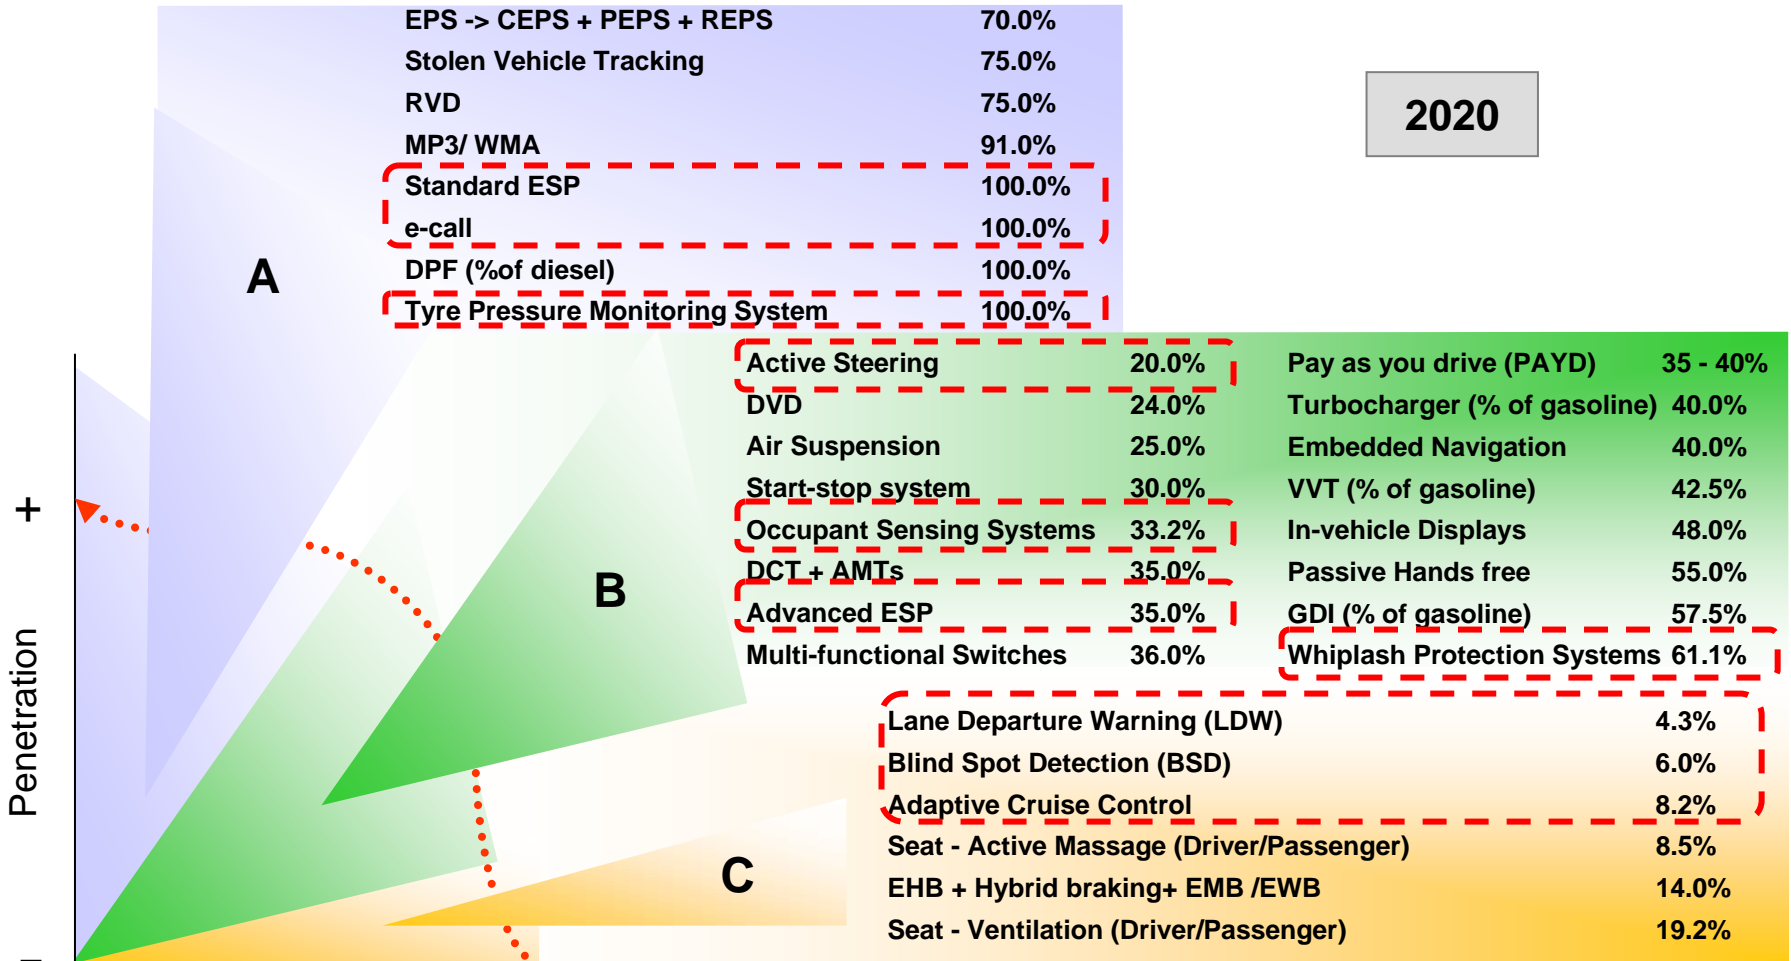 EPS -> CEPS + PEPS + REPS 70.0%
Stolen Vehicle Tracking 75.0%
RVD 75.0%
MP3/ WMA 91.0%
Standard ESP 100.0%
e-call 100.0%
DPF (%of diesel) 100.0%
Tyre Pressure Monitoring System 100.0%
2020
A
Active Steering 20.0%
DVD 24.0%
Air Suspension 25.0%
Start-stop system 30.0%
Occupant Sensing Systems 33.2%
DCT + AMTs 35.0%
Advanced ESP 35.0%
Multi-functional Switches 36.0%
Pay as you drive (PAYD) 35 - 40%
Turbocharger (% of gasoline) 40.0%
Embedded Navigation 40.0%
VVT (% of gasoline) 42.5%
In-vehicle Displays 48.0%
Passive Hands free 55.0%
GDI (% of gasoline) 57.5%
Whiplash Protection Systems 61.1%
B
Lane Departure Warning (LDW) 4.3%
Blind Spot Detection (BSD) 6.0%
Adaptive Cruise Control 8.2%
Seat - Active Massage (Driver/Passenger) 8.5%
EHB + Hybrid braking+ EMB /EWB 14.0%
Seat - Ventilation (Driver/Passenger) 19.2%
C
+
Penetration